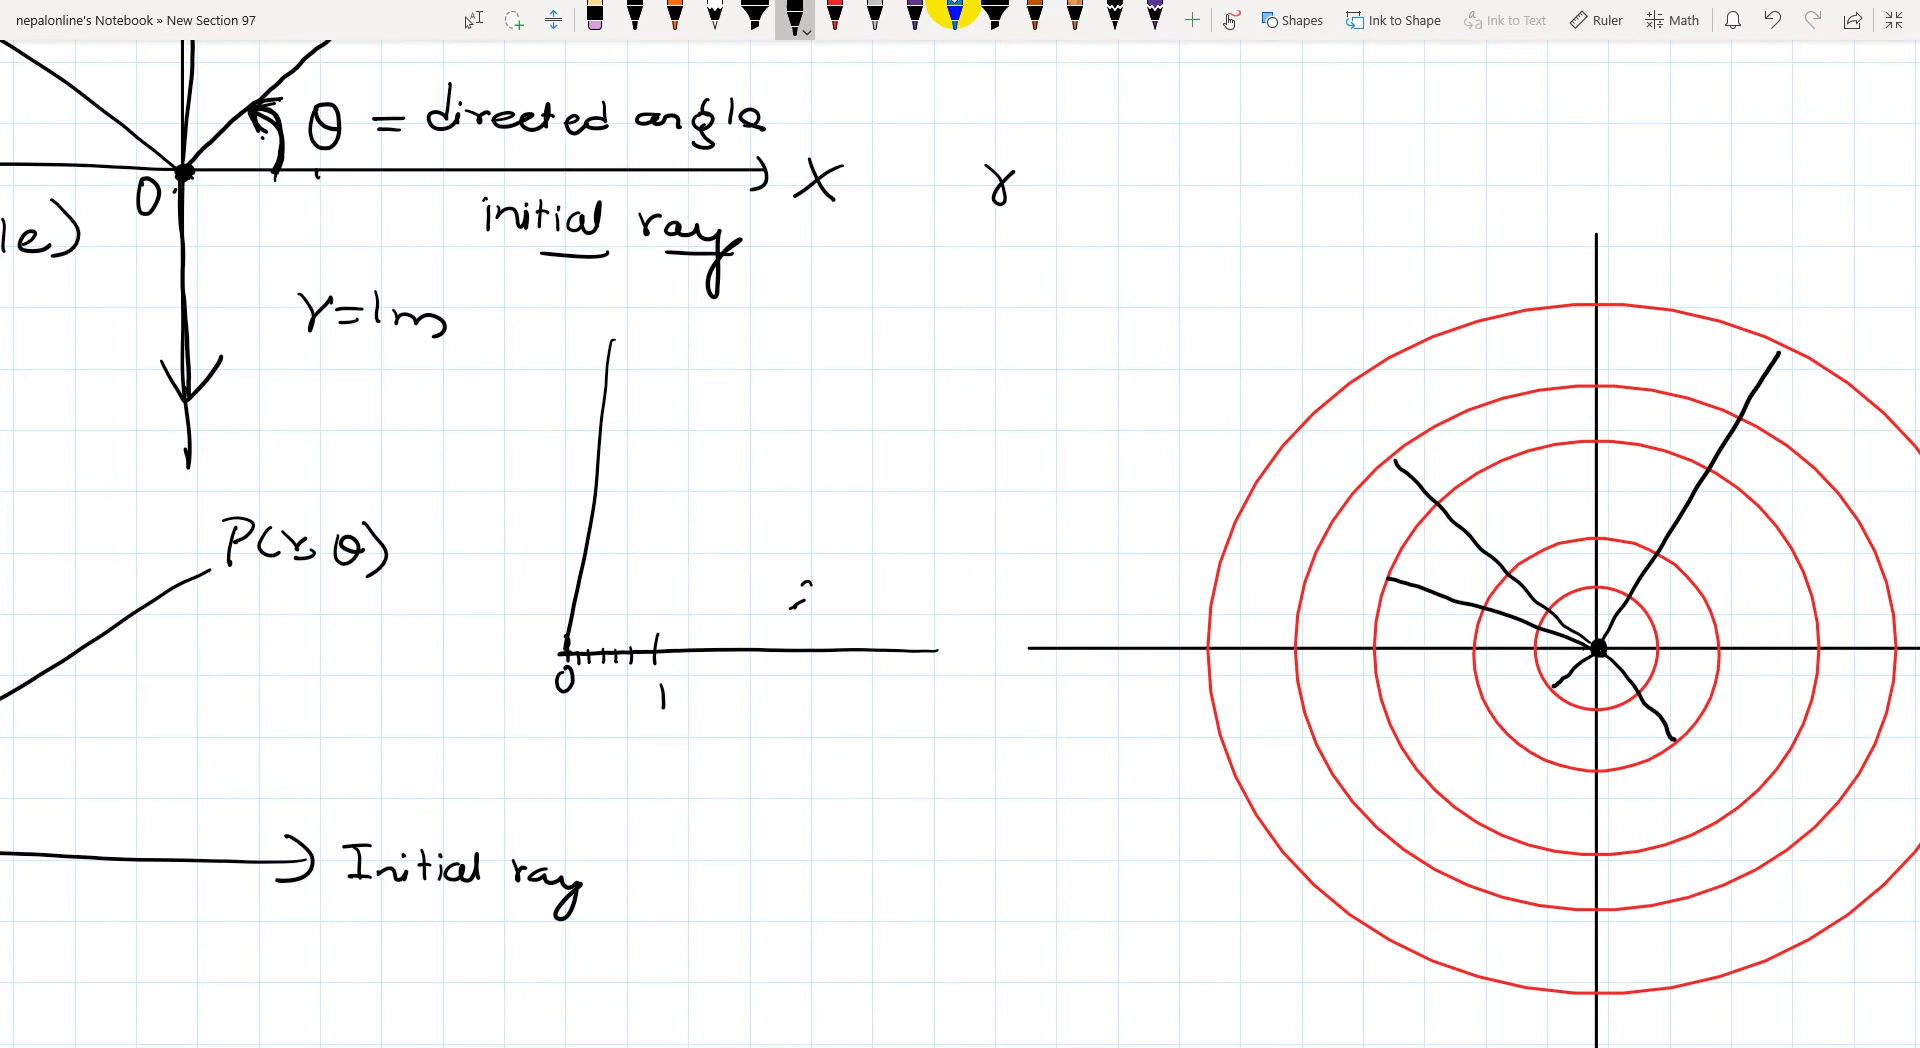 nepalonline's Notebook » New Section 97
Shapes
Ink to Shape
Ink to Text
Ruler
Math
θ = directed angle
O
X
r
le)
initial ray
r=1m
P(r, θ)
0
1
Initial ray